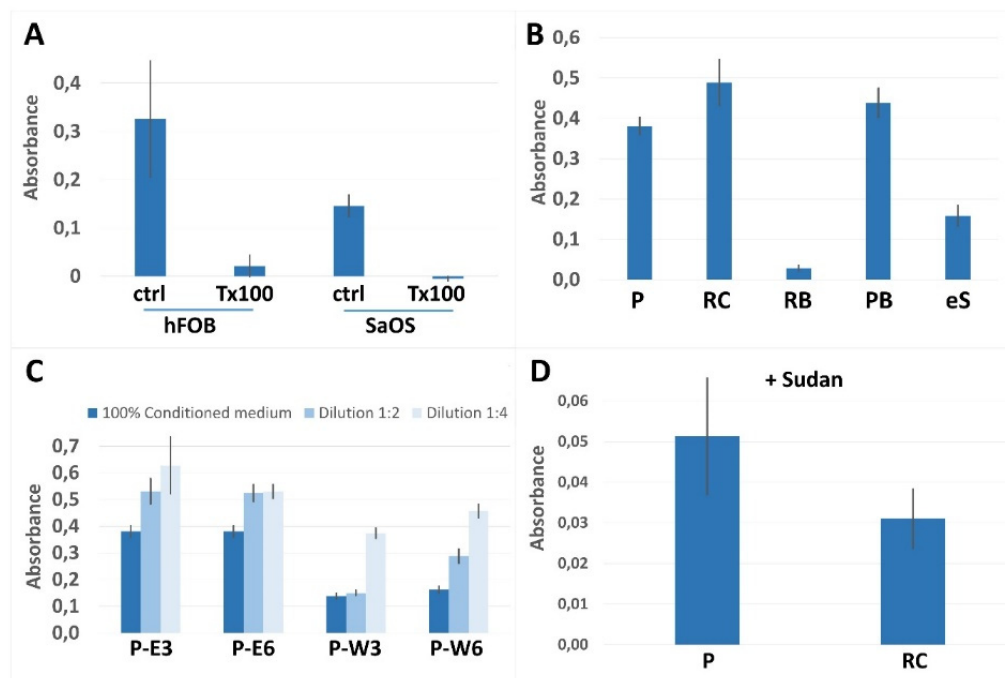 A
Absorbance
0,4
0,3
0,2
0,1
0
ctrl Tx100 ctrl Tx100
hFOB SaOS
B
Absorbance
0,6
0,5
0,4
0,3
0,2
0,1
0,0
P RC RB PB eS
C
100% Conditioned medium Dilution 1:2 Dilution 1:4
Absorbance
0,7
0,6
0,5
0,4
0,3
0,2
0,1
0,0
P-E3 P-E6 P-W3 P-W6
D
+ Sudan
Absorbance
0,06
0,05
0,04
0,03
0,02
0,01
0,00
P RC